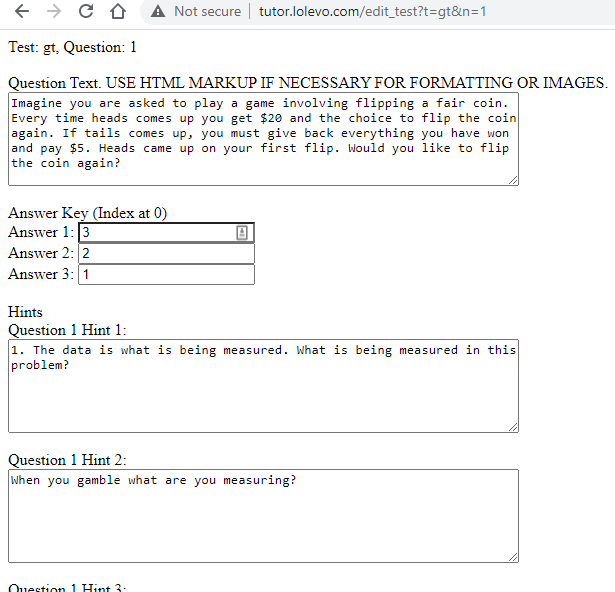 Not secure | tutor.lolevo.com/edit_test?t=gt&n=1
Test: gt, Question: 1
Question Text. USE HTML MARKUP IF NECESSARY FOR FORMATTING OR IMAGES.
Imagine you are asked to play a game involving flipping a fair coin.
Every time heads comes up you get $20 and the choice to flip the coin
again. If tails comes up, you must give back everything you have won
and pay $5. Heads came up on your first flip. Would you like to flip
the coin again?
Answer Key (Index at 0)
Answer 1: 3
Answer 2: 2
Answer 3: 1
Hints
Question 1 Hint 1:
1. The data is what is being measured. What is being measured in this
problem?
Question 1 Hint 2:
When you gamble what are you measuring?
Question 1 Hint 3: